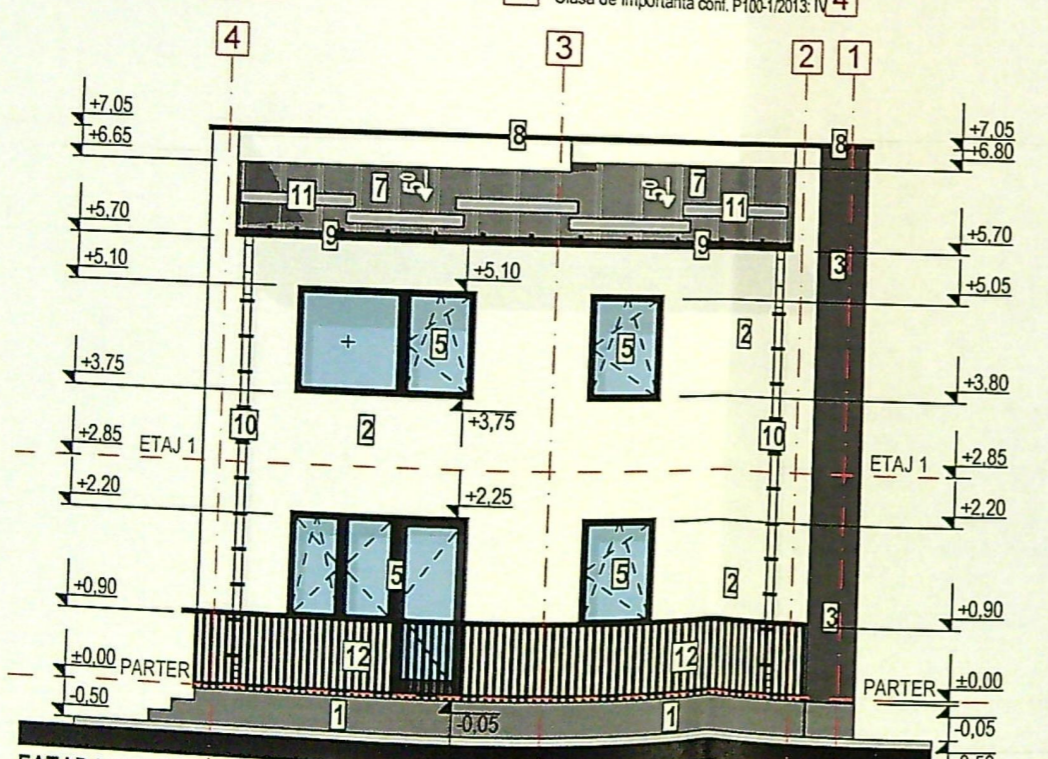 Clasa de importanta conf. P100-1/2013: IV
4
4 3 2 1
+7,05 8 8 +7,05
+6.65 +6.80
11 7 7 11
+5.70 9 9 3 +5,70
+5,10 +5,10 +5,05
5 5 2
+3,75 +3,75 +3,80
10 2 10
+2,85 ETAJ 1 ETAJ 1 +2,85
+2,20 +2,25 +2,20
5 5 2
+0,90 3 +0,90
12 12
±0,00 PARTER PARTER ±0,00
-0,50 1 -0,05 1 -0,05